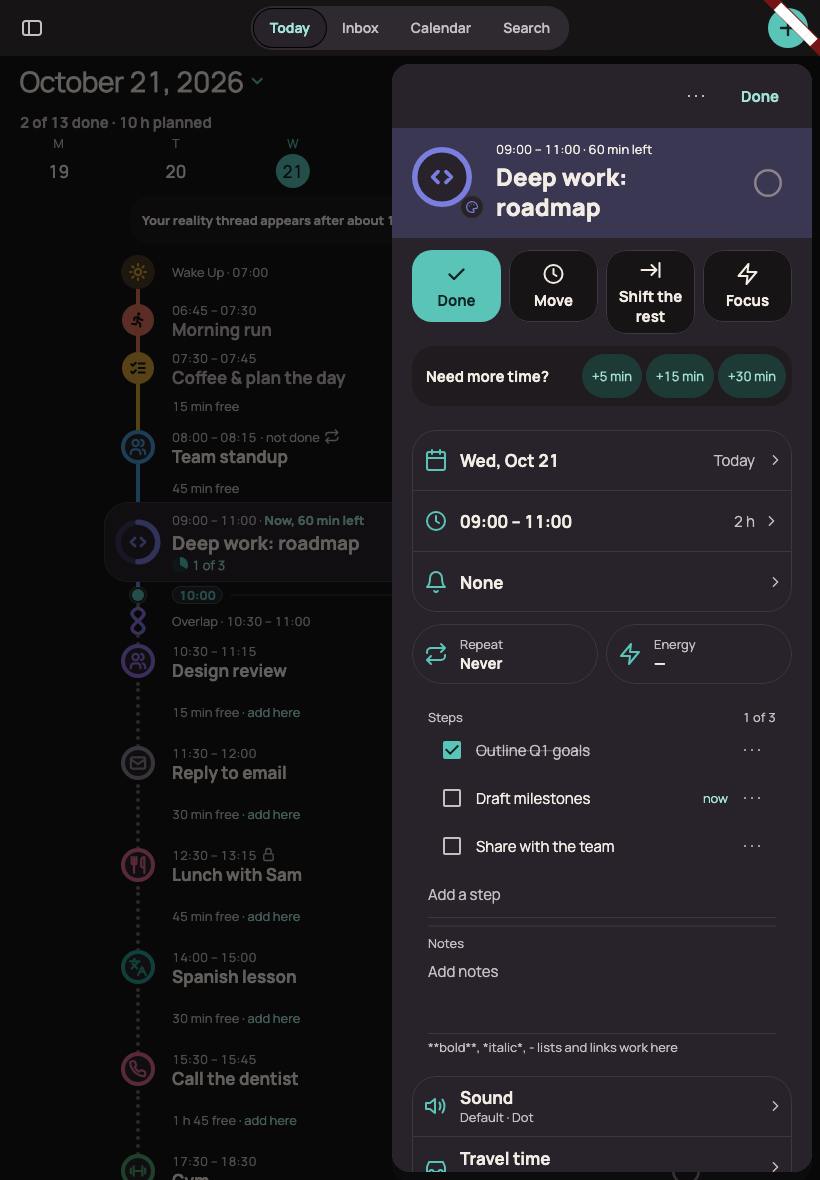 Today
Inbox
Calendar
Search
October 21, 2026
2 of 13 done · 10 h planned
M
T
W
19
20
21
Your reality thread appears after about 1
Wake Up · 07:00
06:45 – 07:30
Morning run
07:30 – 07:45
Coffee & plan the day
15 min free
08:00 – 08:15 · not done
Team standup
45 min free
09:00 – 11:00 · Now, 60 min left
Deep work: roadmap
1 of 3
10:00
Overlap · 10:30 – 11:00
10:30 – 11:15
Design review
15 min free · add here
11:30 – 12:00
Reply to email
30 min free · add here
12:30 – 13:15
Lunch with Sam
45 min free · add here
14:00 – 15:00
Spanish lesson
30 min free · add here
15:30 – 15:45
Call the dentist
1 h 45 free · add here
17:30 – 18:30
Gym
··· Done
09:00 – 11:00 · 60 min left
Deep work:
roadmap
Done
Move
Shift the
rest
Focus
Need more time?
+5 min
+15 min
+30 min
Wed, Oct 21
Today
09:00 – 11:00
2 h
None
Repeat
Never
Energy
–
Steps
1 of 3
Outline Q1 goals
Draft milestones
now
Share with the team
Add a step
Notes
Add notes
**bold**, *italic*, - lists and links work here
Sound
Default · Dot
Travel time